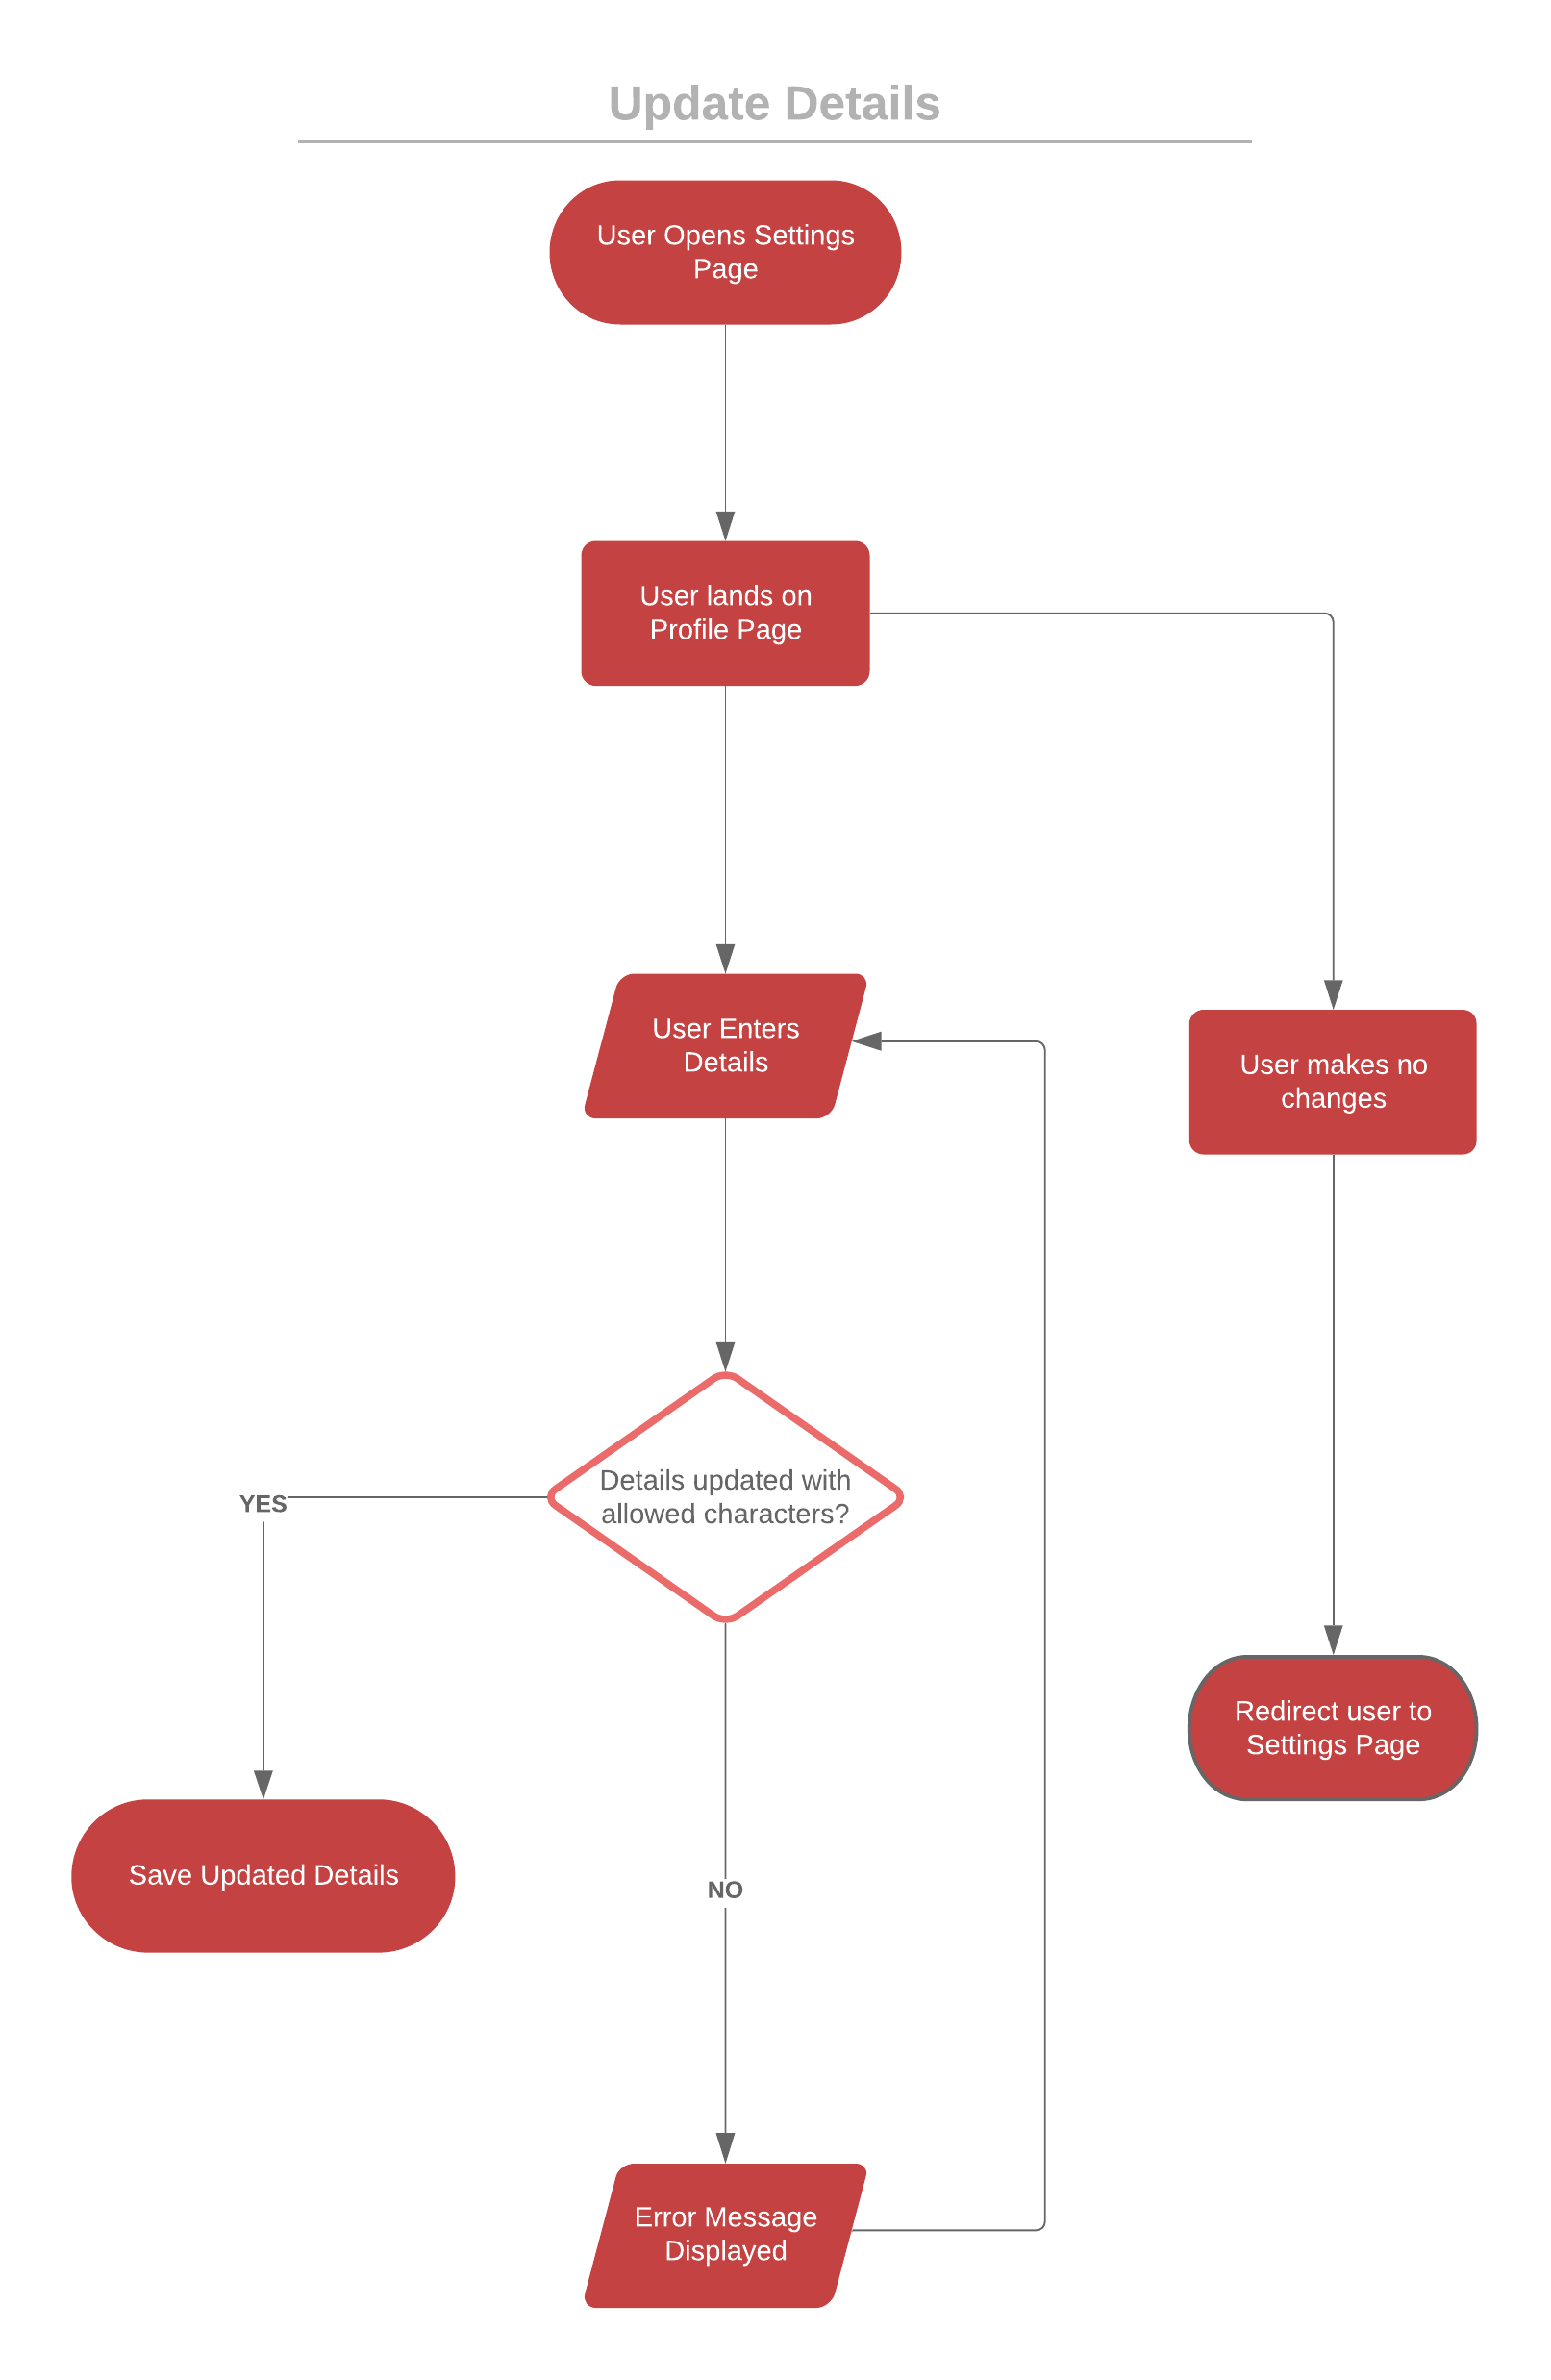 Update Details
User Opens Settings
Page
User lands on
Profile Page
User Enters
Details
User makes no
changes
Details updated with
allowed characters?
YES
Redirect user to
Settings Page
Save Updated Details
NO
Error Message
Displayed